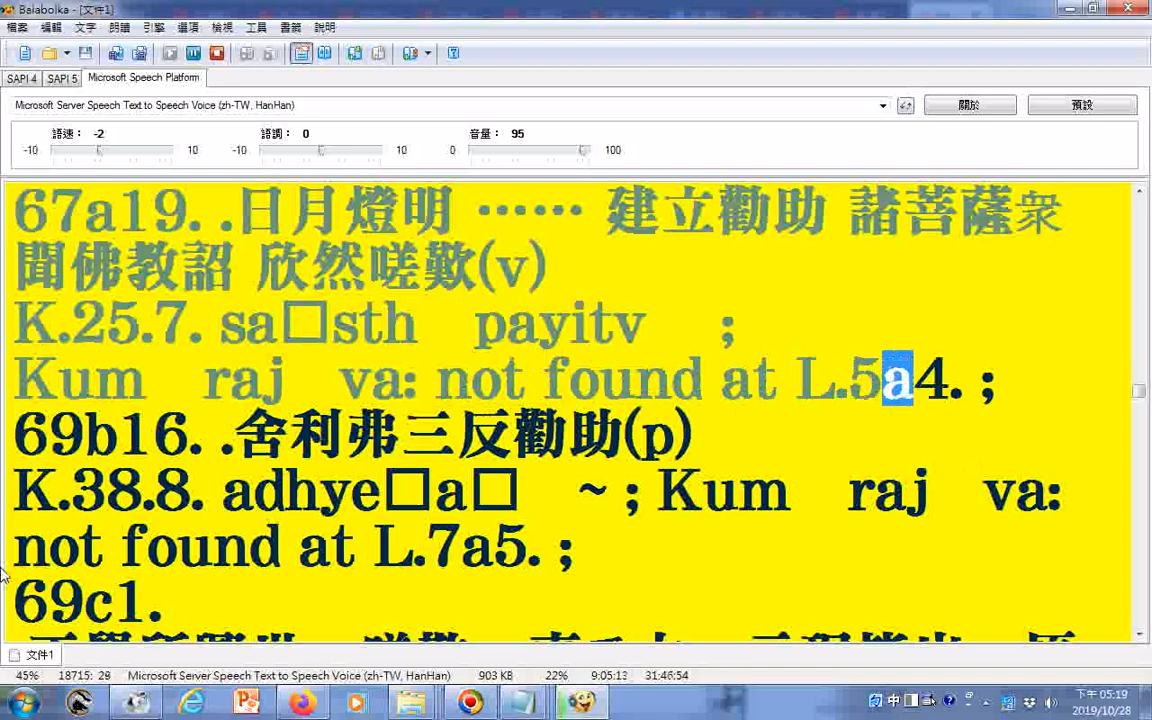 Balabolka - [文件1]
檔案 編輯 文字 朗讀 引擎 選項 檢視 工具 書籤 說明
SAPI 4 SAPI 5 Microsoft Speech Platform
Microsoft Server Speech Text to Speech Voice (zh-TW, HanHan)
關於 預設
語速： -2 語調： 0 音量： 95
-10 10 -10 10 0 100
67a19. .日月燈明 …… 建立勸助 諸菩薩衆
聞佛教詔 欣然嗟歎(v)
K.25.7. sa□sth payitv ;
Kum raj va: not found at L.5a4. ;
69b16. .舍利弗三反勸助(p)
K.38.8. adhye□a□ ~ ; Kum raj va:
not found at L.7a5. ;
69c1.
文件1
45% 18715: 29 Microsoft Server Speech Text to Speech Voice (zh-TW, HanHan) 903 KB 22% 9:05:13 31:46:54
中
下午 05:19
2019/10/28